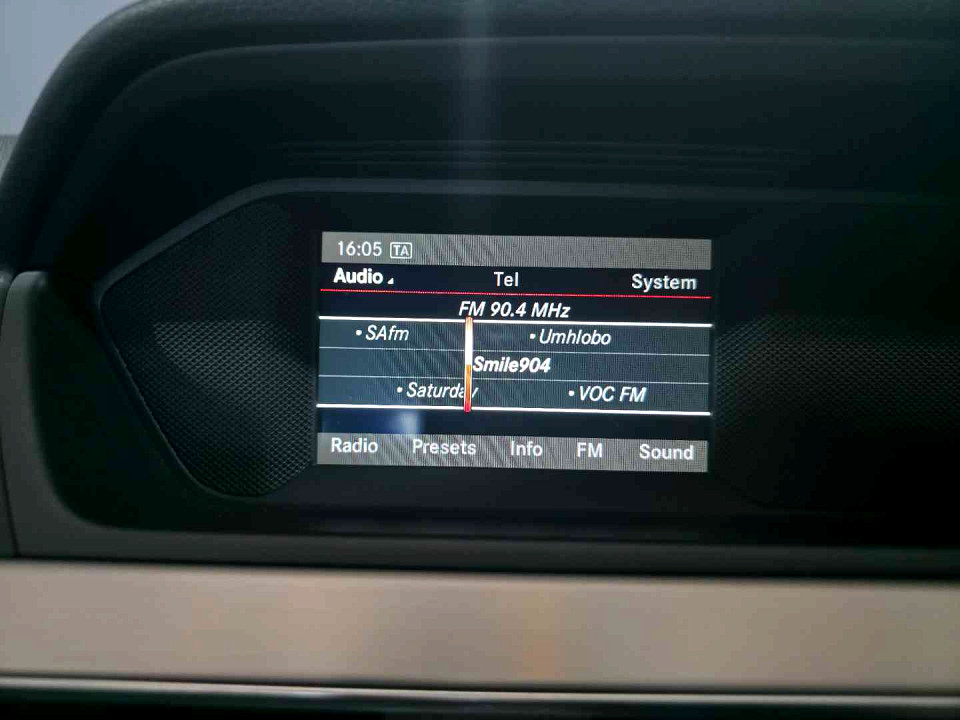 16:05 TA
Audio Tel System
FM 90.4 MHz
• SAfm • Umhlobo
Smile904
• Saturday • VOC FM
Radio Presets Info FM Sound